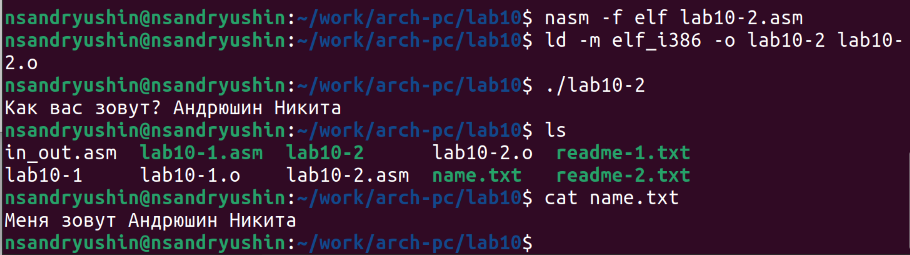 nsandryushin@nsandryushin:~/work/arch-pc/lab10$ nasm -f elf lab10-2.asm
nsandryushin@nsandryushin:~/work/arch-pc/lab10$ ld -m elf_i386 -o lab10-2 lab10-
2.o
nsandryushin@nsandryushin:~/work/arch-pc/lab10$ ./lab10-2
Как вас зовут? Андрюшин Никита
nsandryushin@nsandryushin:~/work/arch-pc/lab10$ ls
in_out.asm  lab10-1.asm  lab10-2      lab10-2.o  readme-1.txt
lab10-1     lab10-1.o    lab10-2.asm  name.txt   readme-2.txt
nsandryushin@nsandryushin:~/work/arch-pc/lab10$ cat name.txt
Меня зовут Андрюшин Никита
nsandryushin@nsandryushin:~/work/arch-pc/lab10$